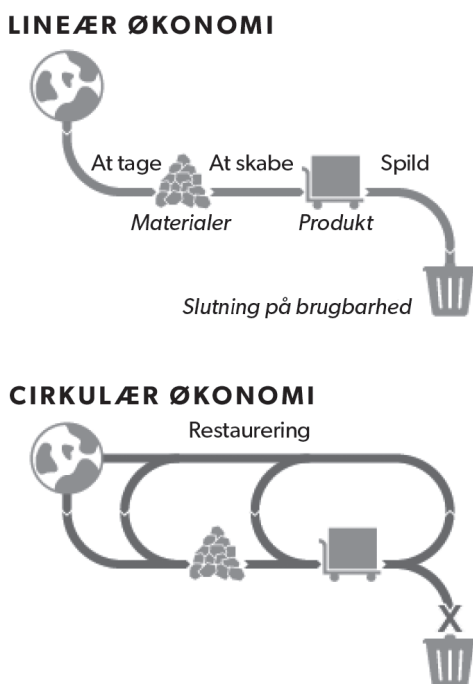 LINEÆR ØKONOMI
At tage At skabe Spild
Materialer Produkt
Slutning på brugbarhed
CIRKULÆR ØKONOMI
Restaurering
X